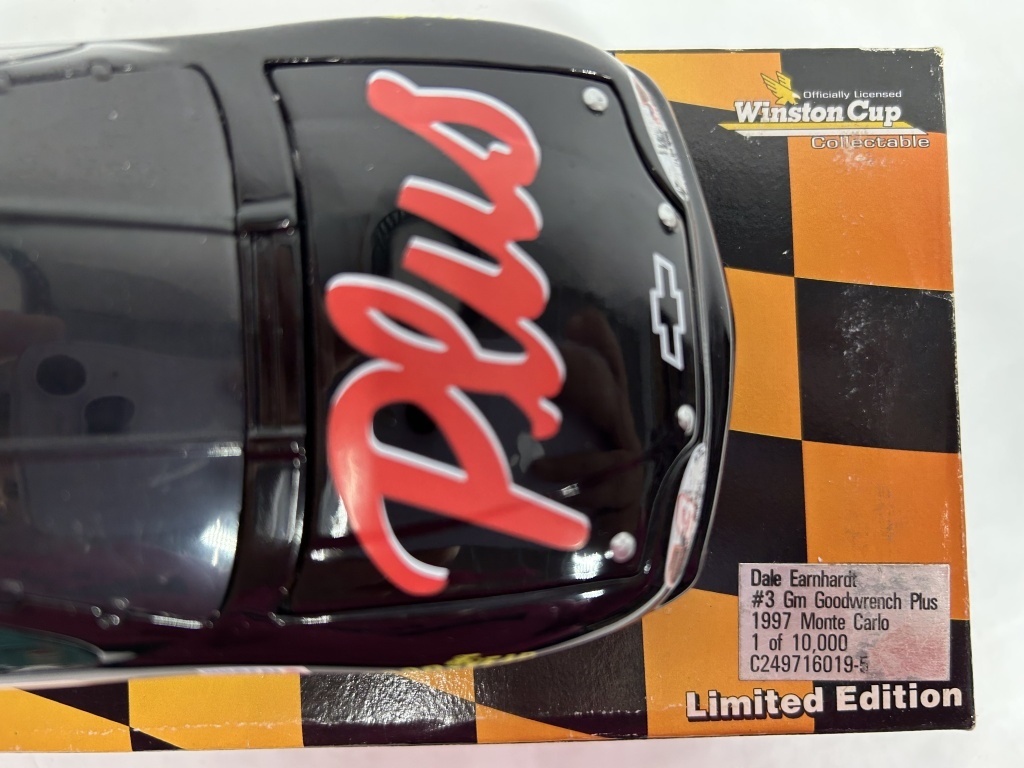 Plus
Officially Licensed
Winston Cup
Collectable
Dale Earnhardt
#3 Gm Goodwrench Plus
1997 Monte Carlo
1 of 10,000
C249716019-5
Limited Edition